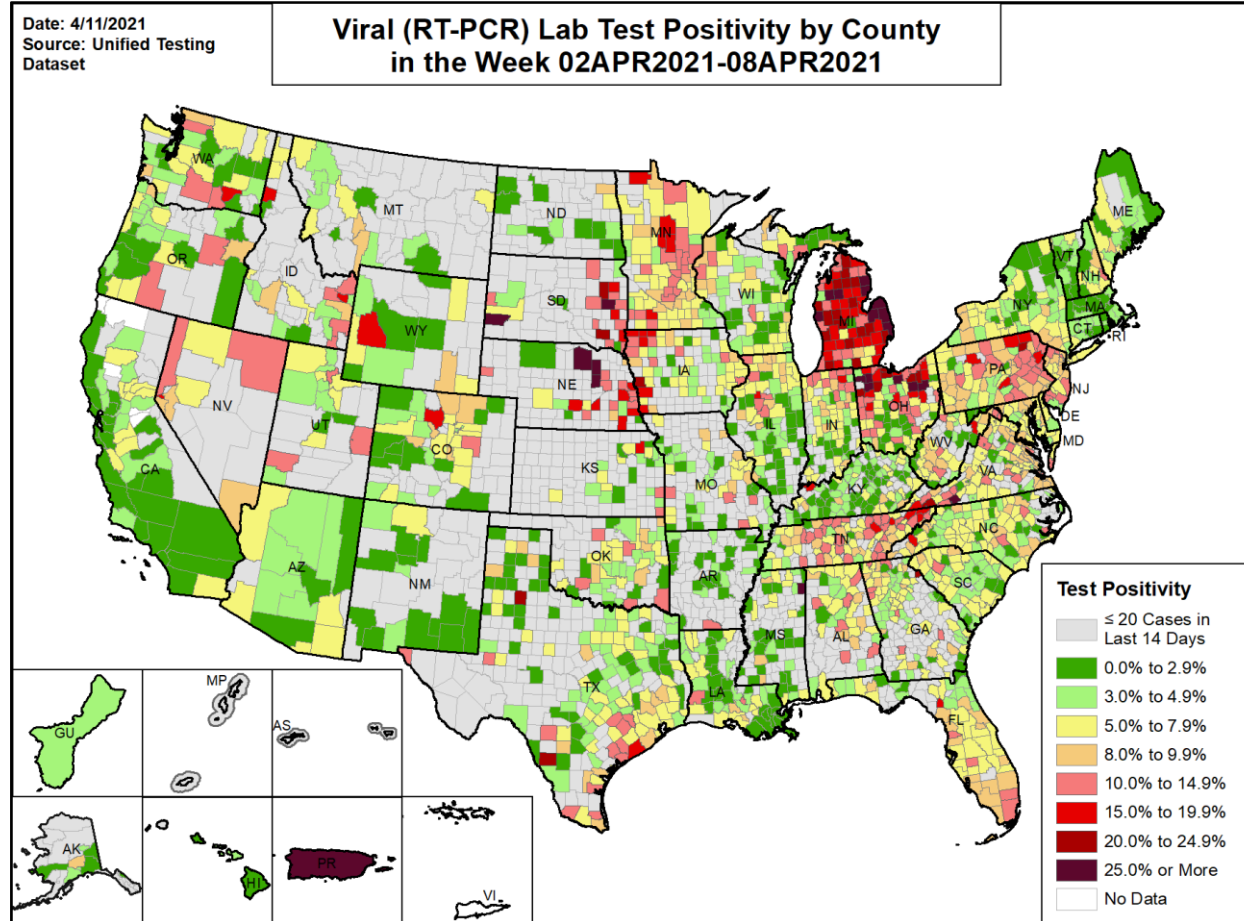 Date: 4/11/2021
Source: Unified Testing
Dataset
Viral (RT-PCR) Lab Test Positivity by County
in the Week 02APR2021-08APR2021
WA
MT
ND
MN
ME
OR
ID
SD
WI
MI
VT
NH
NY
MA
CT
RI
WY
IA
NE
PA
NJ
NV
UT
CO
IL
IN
OH
DE
MD
WV
VA
CA
KS
MO
KY
AZ
NM
OK
AR
TN
NC
SC
TX
LA
MS
AL
GA
FL
GU
MP
AS
AK
HI
PR
VI
Test Positivity
≤ 20 Cases in
Last 14 Days
0.0% to 2.9%
3.0% to 4.9%
5.0% to 7.9%
8.0% to 9.9%
10.0% to 14.9%
15.0% to 19.9%
20.0% to 24.9%
25.0% or More
No Data